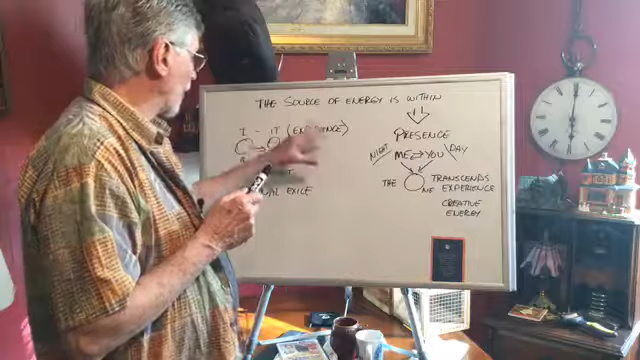 THE SOURCE OF ENERGY IS WITHIN
I - IT (EXPERIENCE)
EXILE
PRESENCE
NIGHT ME YOU DAY
THE TRANSCENDS
EXPERIENCE
CREATIVE
ENERGY